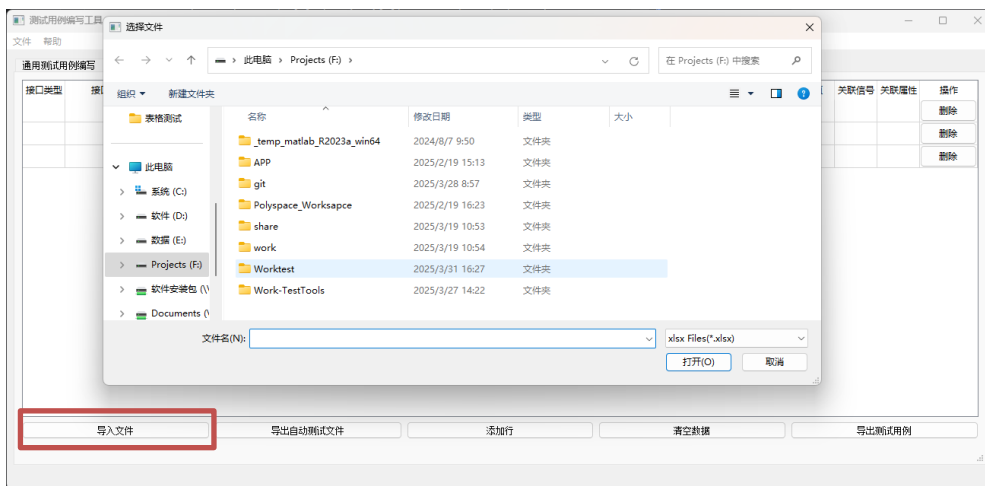 测试用例编写工具
选择文件
文件 帮助
通用测试用例编写
此电脑 > Projects (F:) >
在 Projects (F:) 中搜索
组织 新建文件夹
接口类型
关联信号 关联属性 操作
删除
删除
删除
表格测试
此电脑
系统 (C:)
软件 (D:)
数据 (E:)
Projects (F:)
软件安装包 (\\
Documents (\
名称 修改日期 类型 大小
_temp_matlab_R2023a_win64 2024/8/7 9:50 文件夹
APP 2025/2/19 15:13 文件夹
git 2025/3/28 8:57 文件夹
Polyspace_Worksapce 2025/2/19 16:23 文件夹
share 2025/3/19 10:53 文件夹
work 2025/3/19 10:54 文件夹
Worktest 2025/3/31 16:27 文件夹
Work-TestTools 2025/3/27 14:22 文件夹
文件名(N):
xlsx Files(*.xlsx)
打开(O) 取消
导入文件 导出自动测试文件 添加行 清空数据 导出测试用例